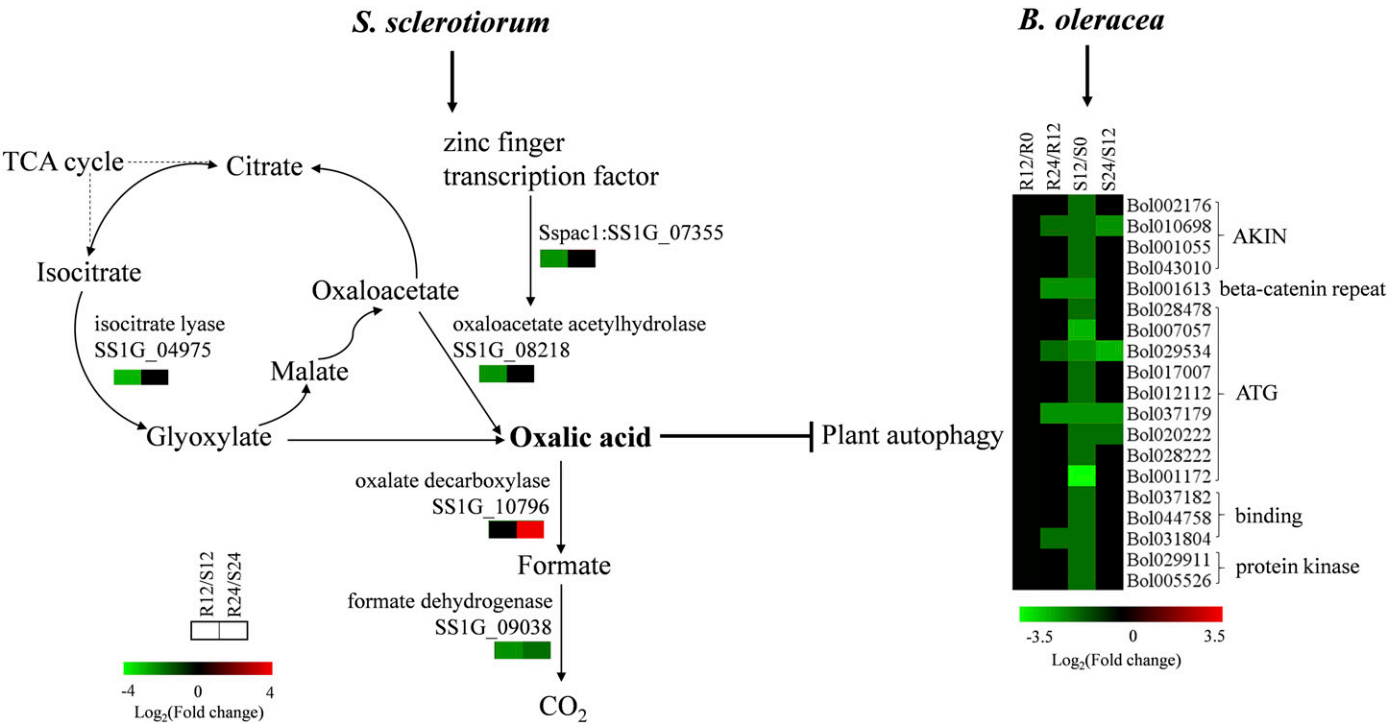 S. sclerotiorum
zinc finger
transcription factor
TCA cycle
Citrate
Sspac1:SS1G_07355
Isocitrate
Oxaloacetate
isocitrate lyase
SS1G_04975
oxaloacetate acetylhydrolase
SS1G_08218
Malate
Glyoxylate
Oxalic acid
Plant autophagy
oxalate decarboxylase
SS1G_10796
Formate
formate dehydrogenase
SS1G_09038
CO2
R12/S12
R24/S24
-4 0 4
Log2(Fold change)
B. oleracea
R12/R0
R24/R12
S12/S0
S24/S12
Bol002176
Bol010698
Bol001055
Bol043010
AKIN
Bol001613 beta-catenin repeat
Bol028478
Bol007057
Bol029534
Bol017007
Bol012112
Bol037179
Bol020222
Bol028222
Bol001172
ATG
Bol037182
Bol044758
Bol031804
binding
Bol029911
Bol005526
protein kinase
-3.5 0 3.5
Log2(Fold change)